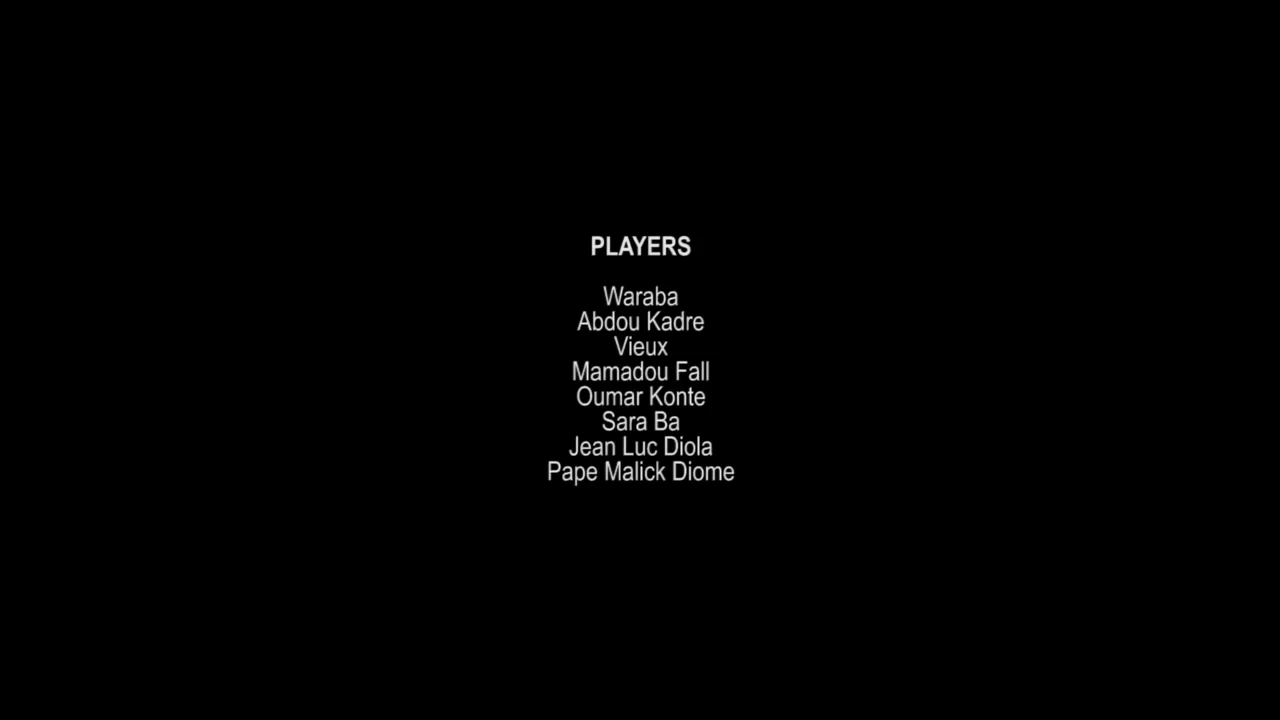 PLAYERS
Waraba
Abdou Kadre
Vieux
Mamadou Fall
Oumar Konte
Sara Ba
Jean Luc Diola
Pape Malick Diome